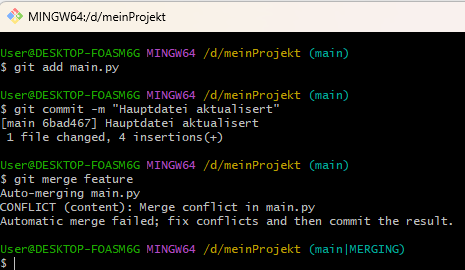 MINGW64:/d/meinProjekt
User@DESKTOP-FOASM6G MINGW64 /d/meinProjekt (main)
$ git add main.py
User@DESKTOP-FOASM6G MINGW64 /d/meinProjekt (main)
$ git commit -m "Hauptdatei aktualisert"
[main 6bad467] Hauptdatei aktualisert
1 file changed, 4 insertions(+)
User@DESKTOP-FOASM6G MINGW64 /d/meinProjekt (main)
$ git merge feature
Auto-merging main.py
CONFLICT (content): Merge conflict in main.py
Automatic merge failed; fix conflicts and then commit the result.
User@DESKTOP-FOASM6G MINGW64 /d/meinProjekt (main|MERGING)
$